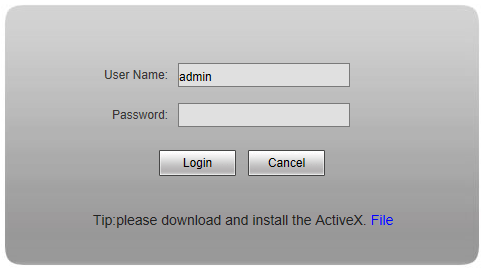 User Name: admin
Password:
Login Cancel
Tip:please download and install the ActiveX. File